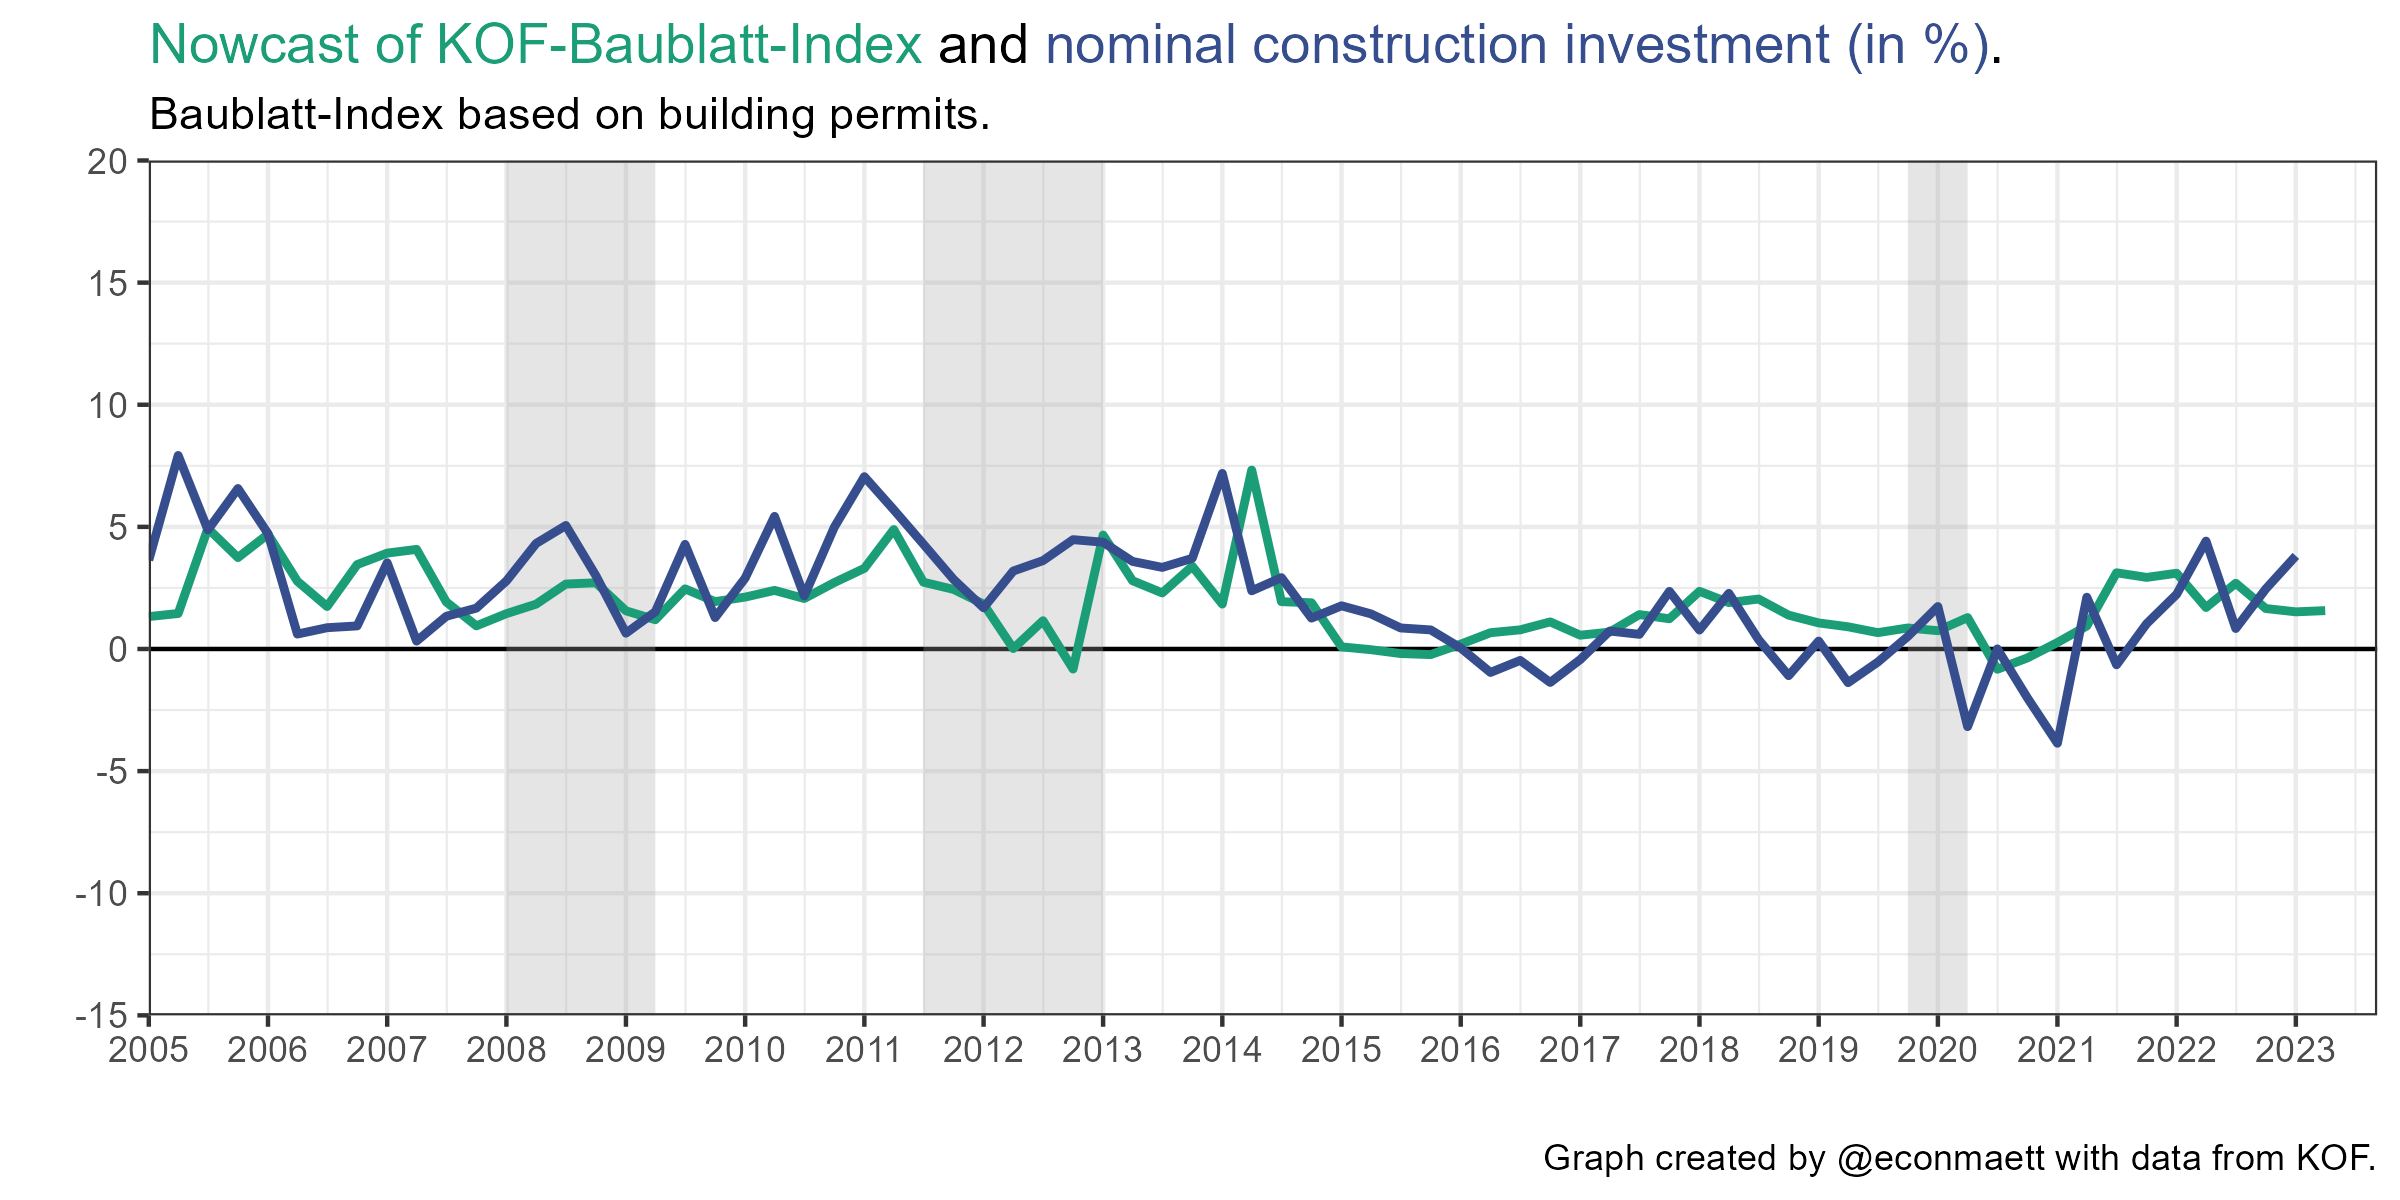 Nowcast of KOF-Baublatt-Index and nominal construction investment (in %).
Baublatt-Index based on building permits.
20
15
10
5
0
-5
-10
-15
2005 2006 2007 2008 2009 2010 2011 2012 2013 2014 2015 2016 2017 2018 2019 2020 2021 2022 2023
Graph created by @econmaett with data from KOF.